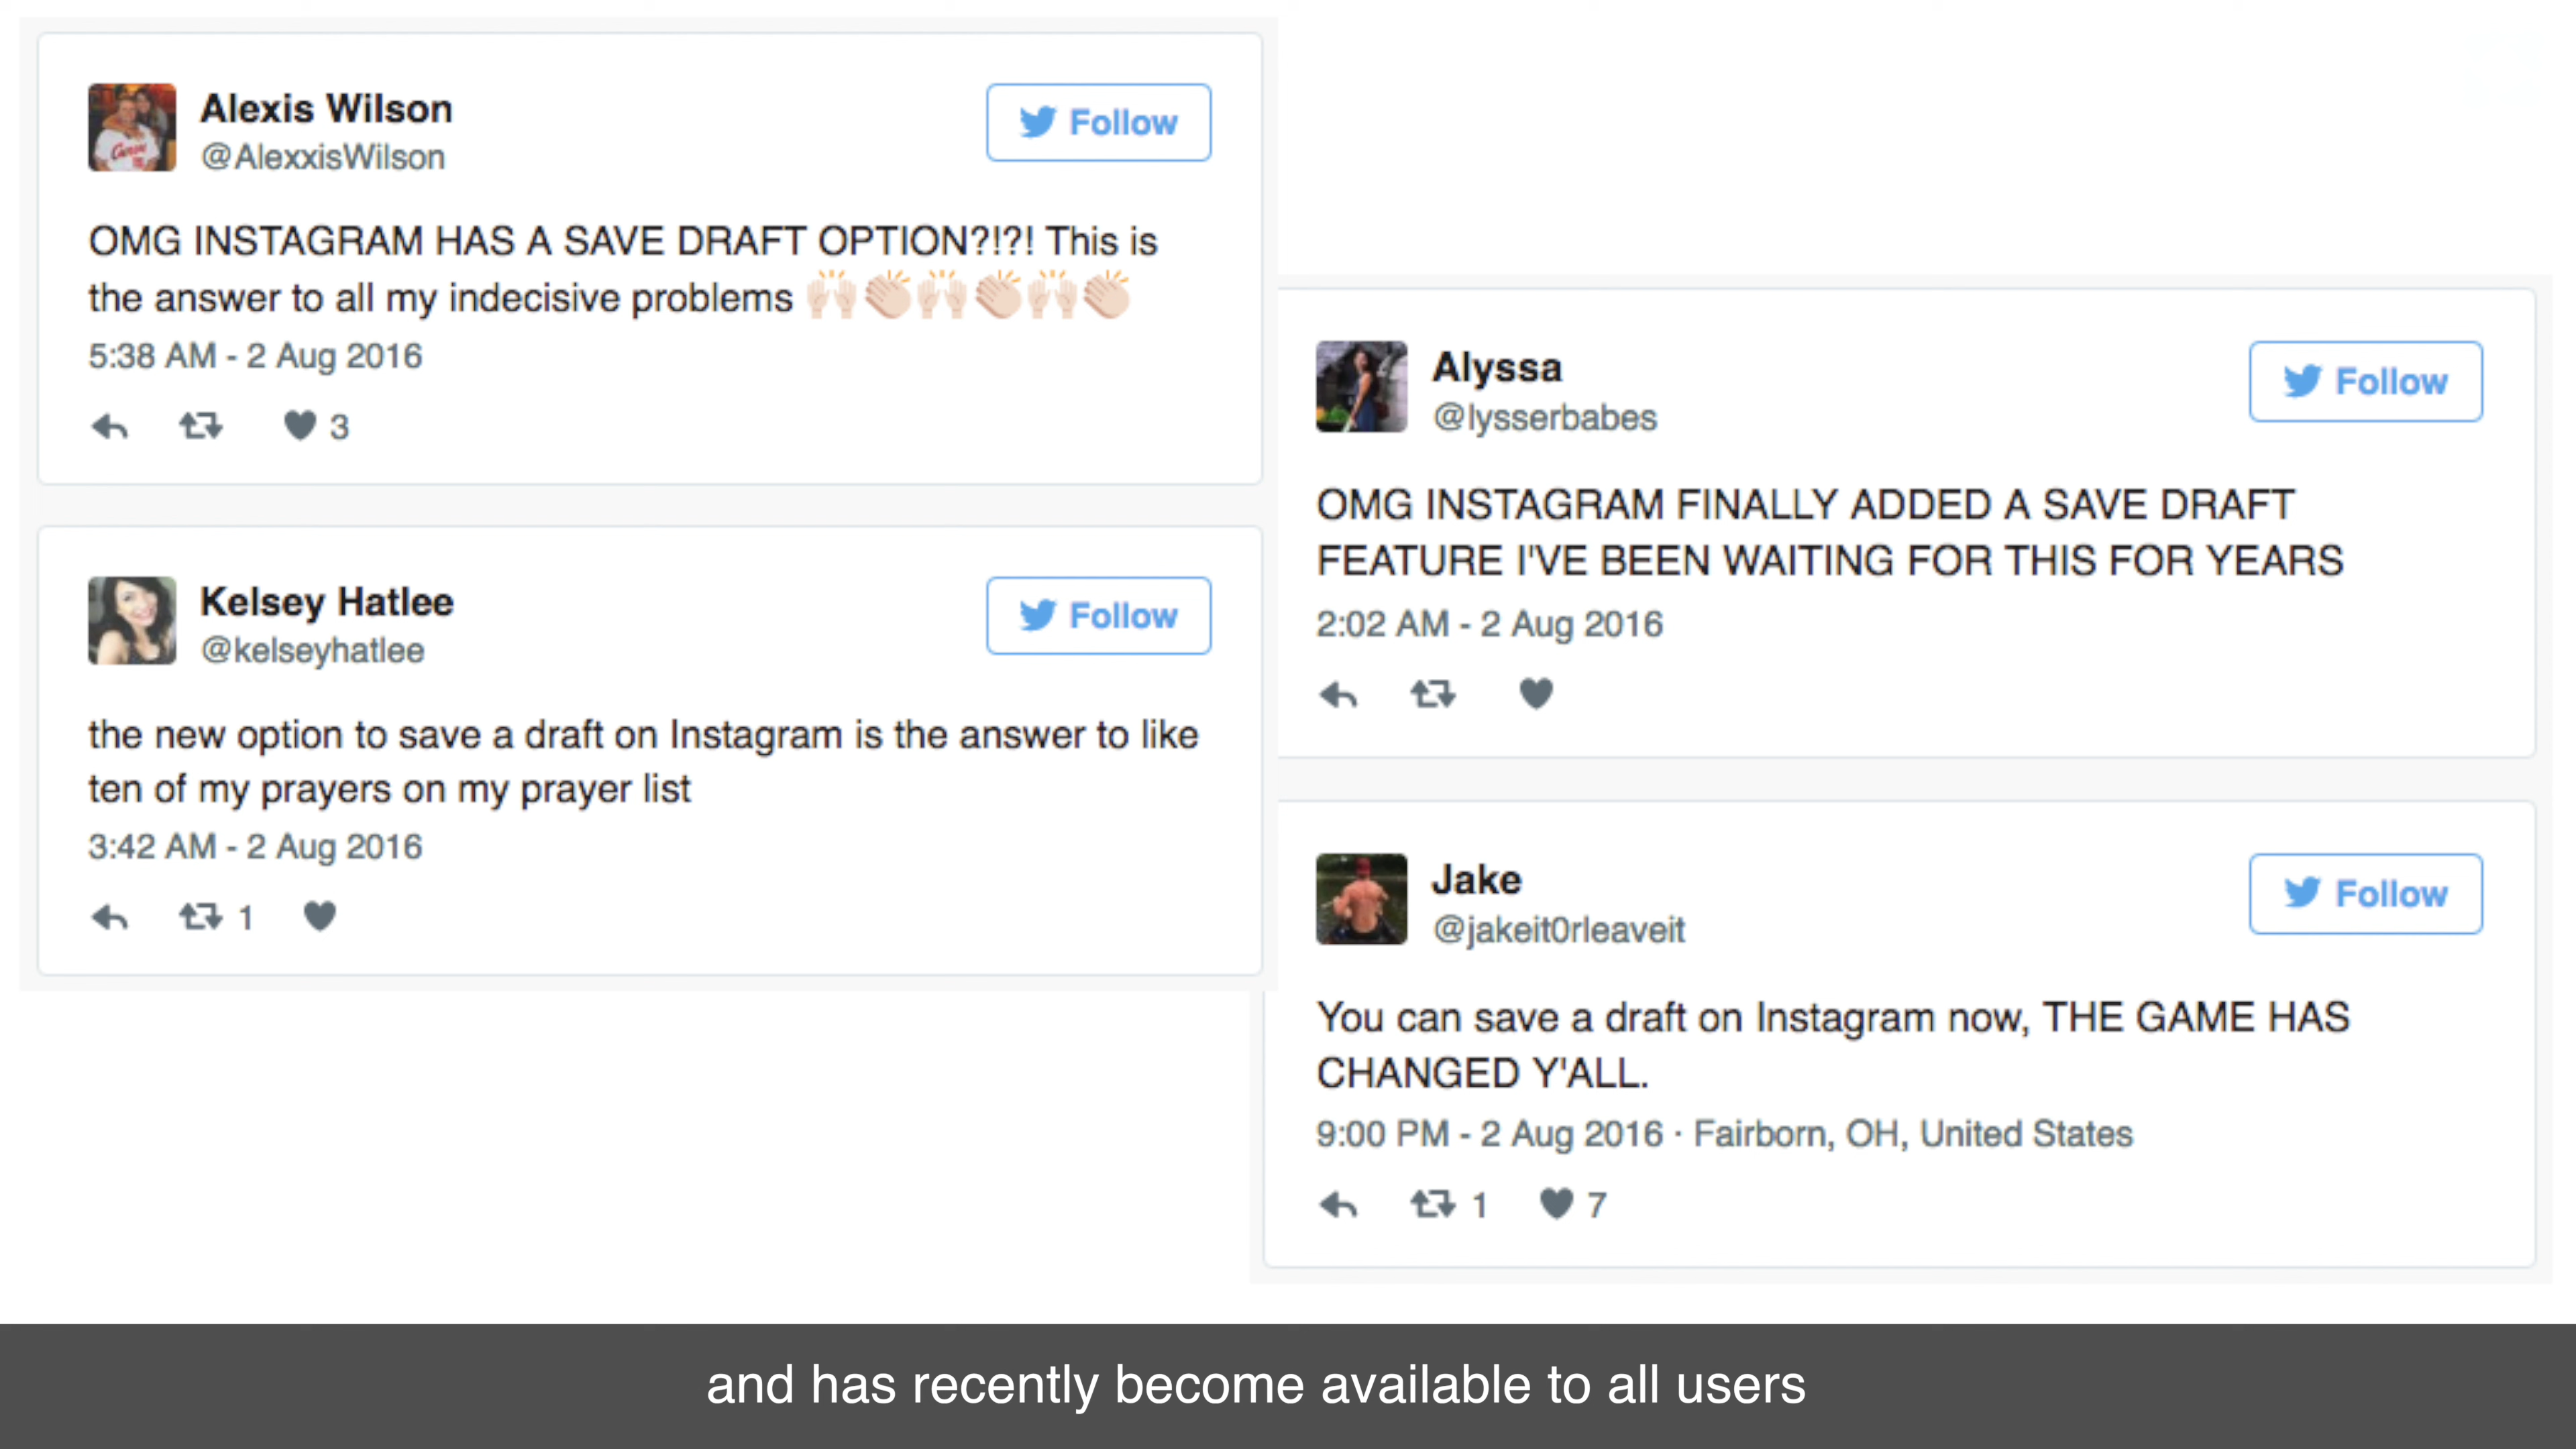 Alexis Wilson
@AlexxisWilson
Follow
OMG INSTAGRAM HAS A SAVE DRAFT OPTION?!?! This is
the answer to all my indecisive problems 🙌🏻👏🏻🙌🏻👏🏻🙌🏻👏🏻
5:38 AM - 2 Aug 2016
3
Kelsey Hatlee
@kelseyhatlee
Follow
the new option to save a draft on Instagram is the answer to like
ten of my prayers on my prayer list
3:42 AM - 2 Aug 2016
1
Alyssa
@lysserbabes
Follow
OMG INSTAGRAM FINALLY ADDED A SAVE DRAFT
FEATURE I'VE BEEN WAITING FOR THIS FOR YEARS
2:02 AM - 2 Aug 2016
Jake
@jakeit0rleaveit
Follow
You can save a draft on Instagram now, THE GAME HAS
CHANGED Y'ALL.
9:00 PM - 2 Aug 2016 · Fairborn, OH, United States
1 7
and has recently become available to all users